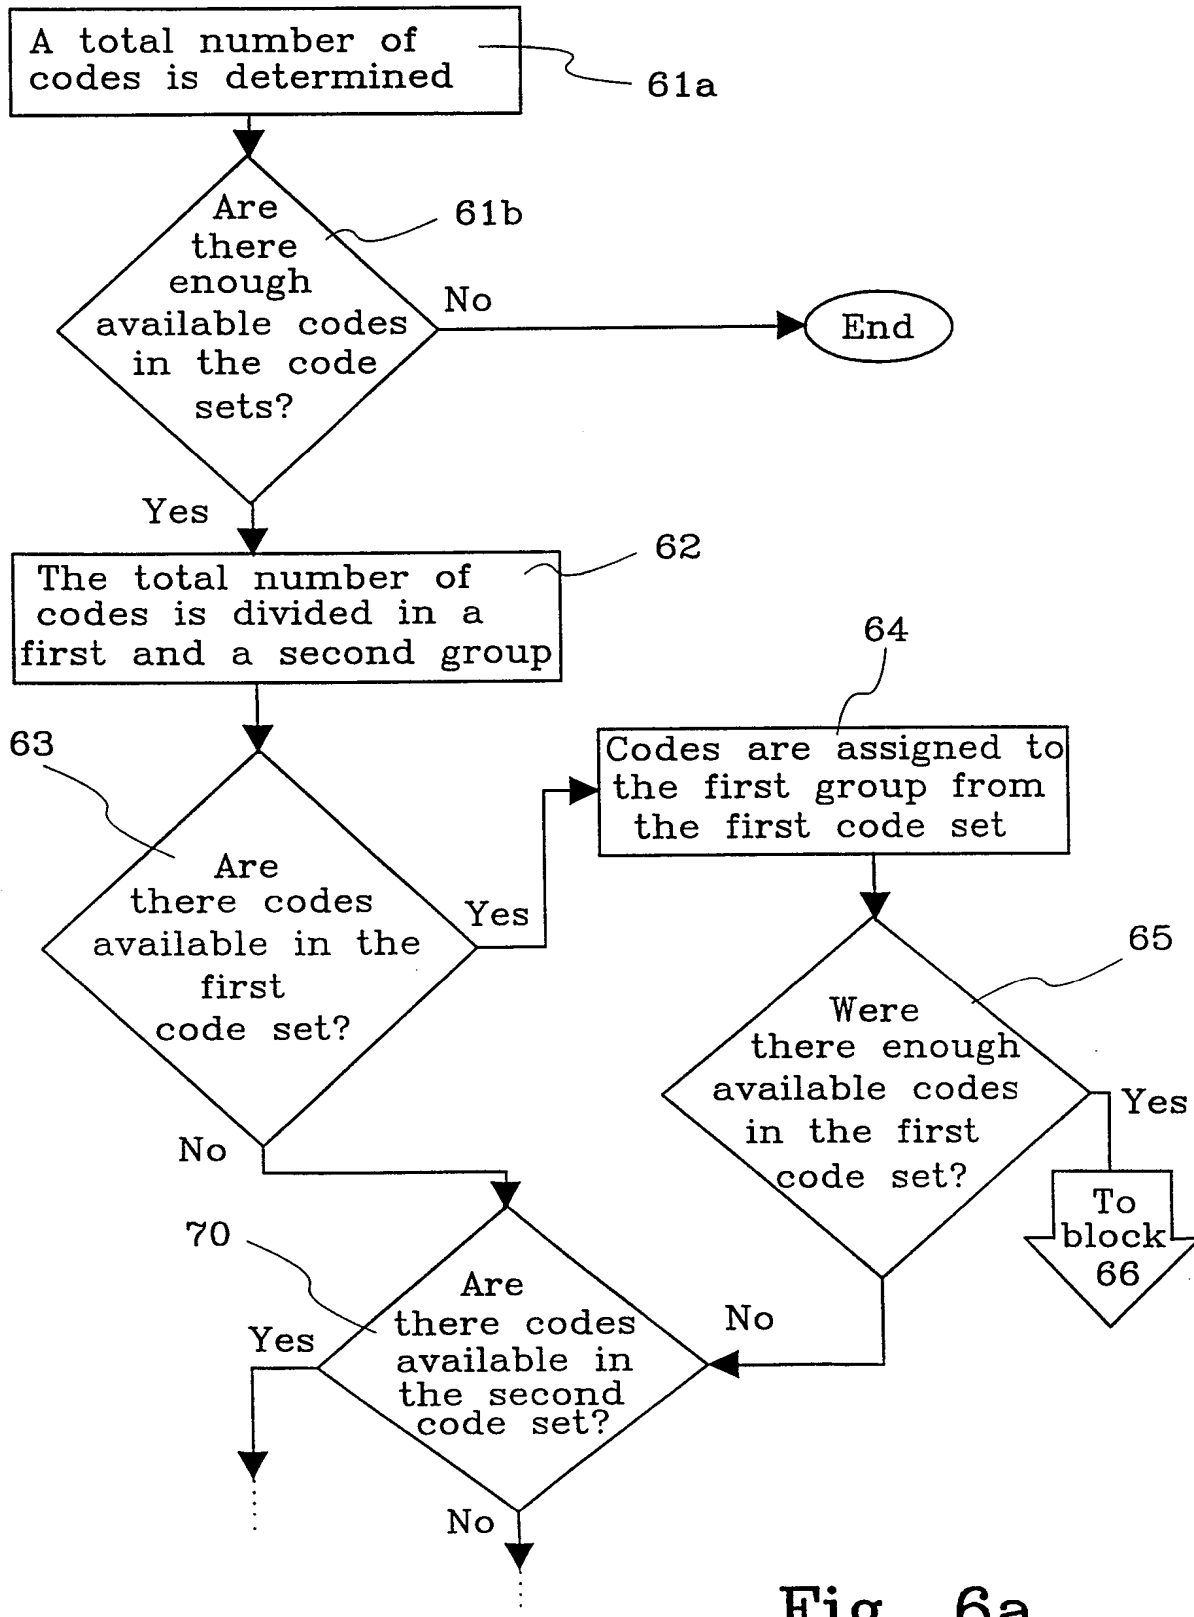 A total number of
codes is determined
61a
Are
there
enough
available codes
in the code
sets?
61b
No
End
Yes
The total number of
codes is divided in a
first and a second group
62
63
Are
there codes
available in the
first
code set?
Yes
No
64
Codes are assigned to
the first group from
the first code set
65
Were
there enough
available codes
in the first
code set?
Yes
To
block
66
No
70
Are
there codes
available in
the second
code set?
Yes
No
Fig. 6a